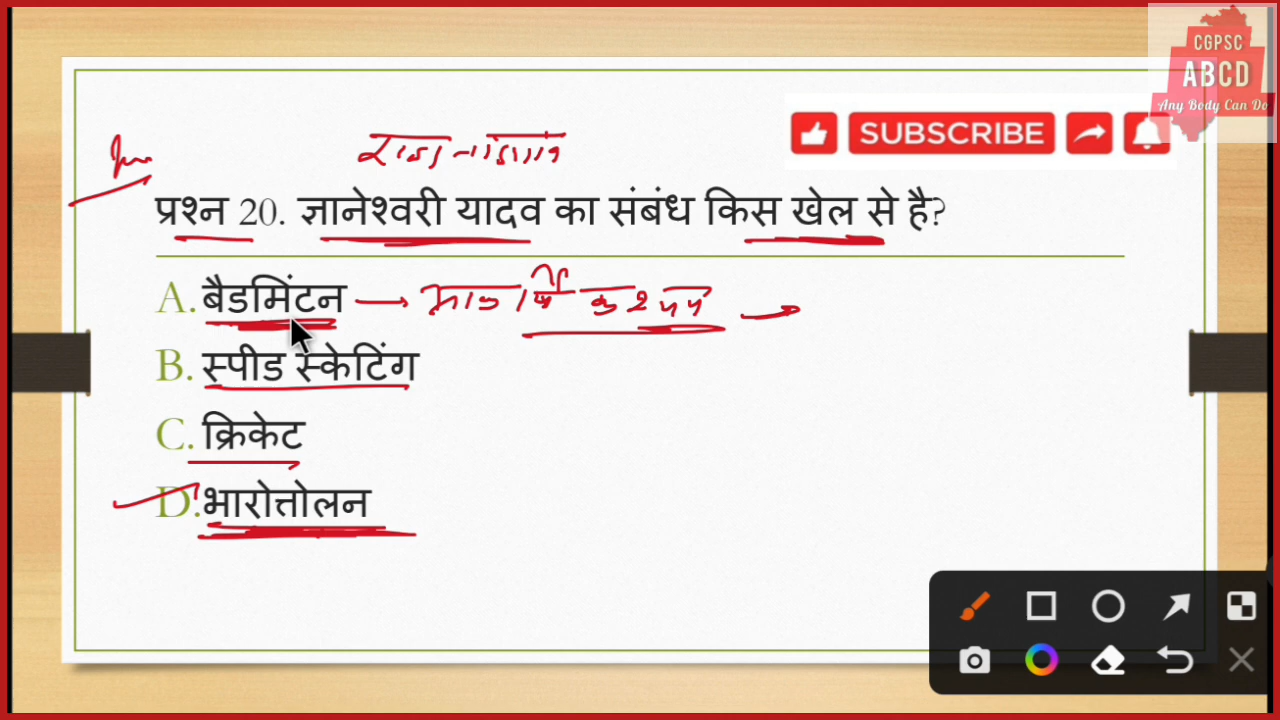 CGPSC
ABCD
Any Body Can Do
SUBSCRIBE
प्रश्न 20. ज्ञानेश्वरी यादव का संबंध किस खेल से है?
A. बैडमिंटन
B. स्पीड स्केटिंग
C. क्रिकेट
D. भारोत्तोलन